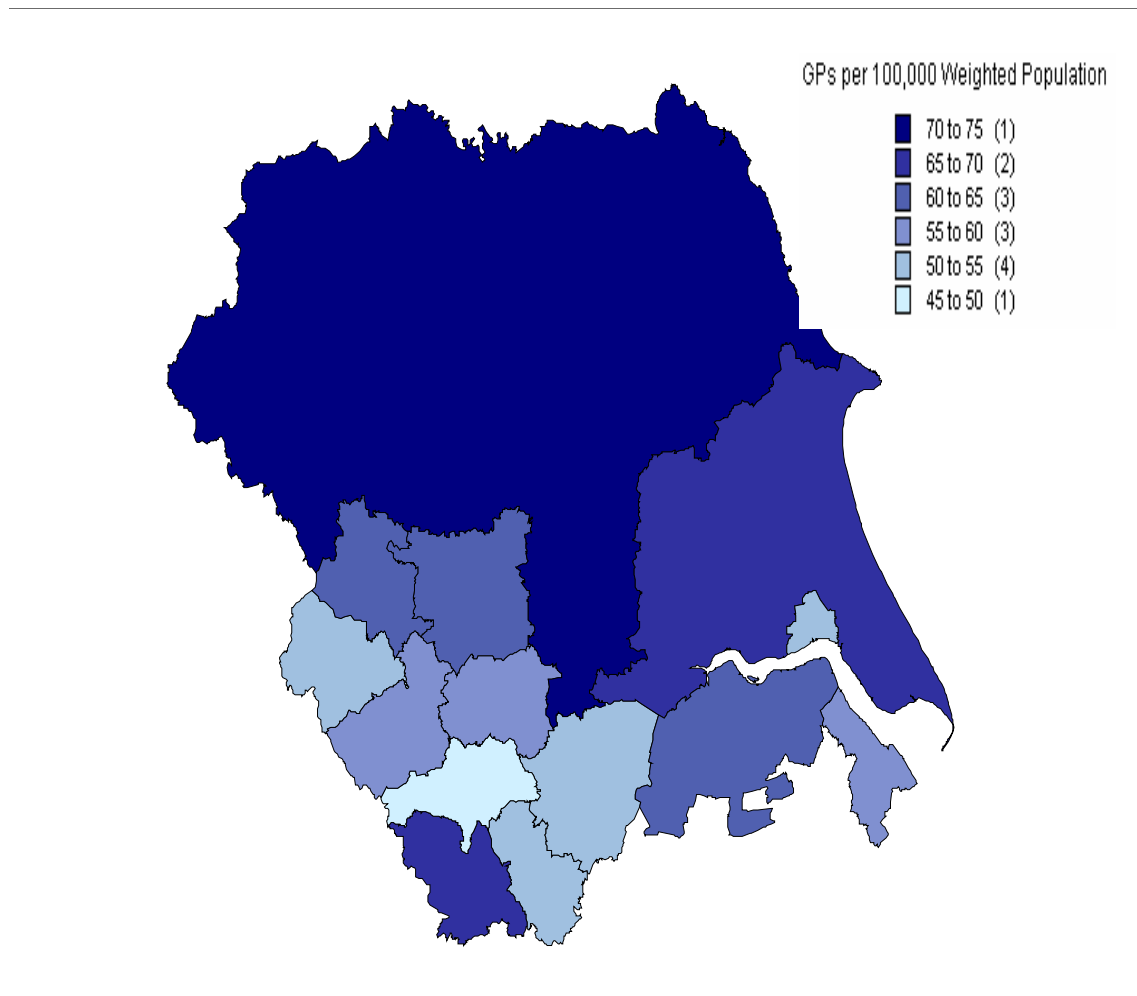 GPs per 100,000 Weighted Population
70 to 75 (1)
65 to 70 (2)
60 to 65 (3)
55 to 60 (3)
50 to 55 (4)
45 to 50 (1)